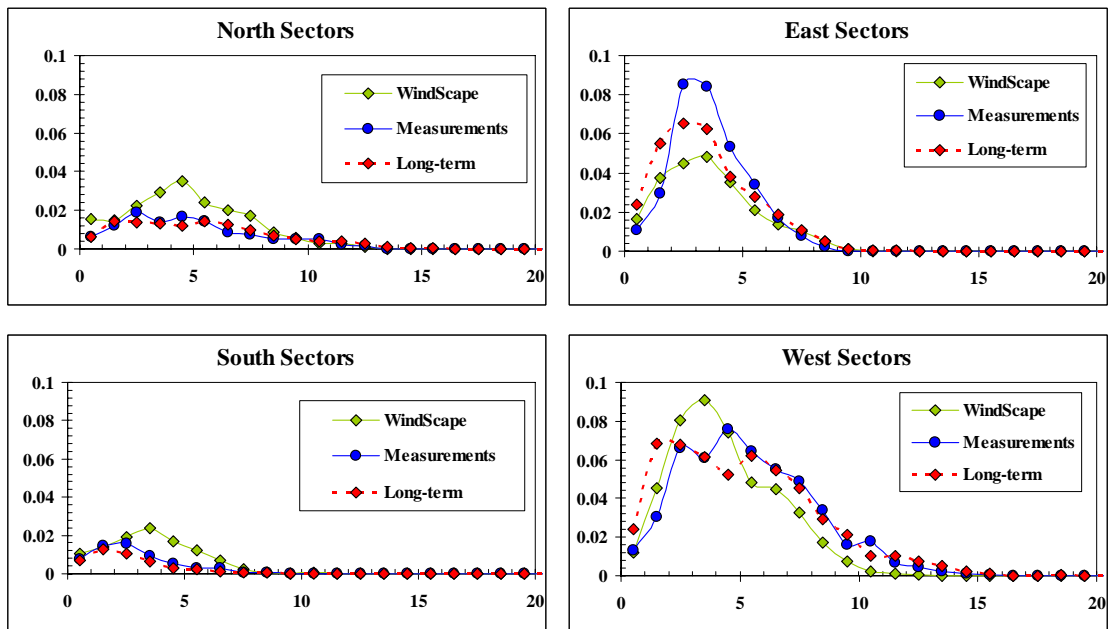 North Sectors
0.1
0.08
0.06
0.04
0.02
0
0 5 10 15 20
WindScape
Measurements
Long-term
East Sectors
0.1
0.08
0.06
0.04
0.02
0
0 5 10 15 20
WindScape
Measurements
Long-term
South Sectors
0.1
0.08
0.06
0.04
0.02
0
0 5 10 15 20
WindScape
Measurements
Long-term
West Sectors
0.1
0.08
0.06
0.04
0.02
0
0 5 10 15 20
WindScape
Measurements
Long-term